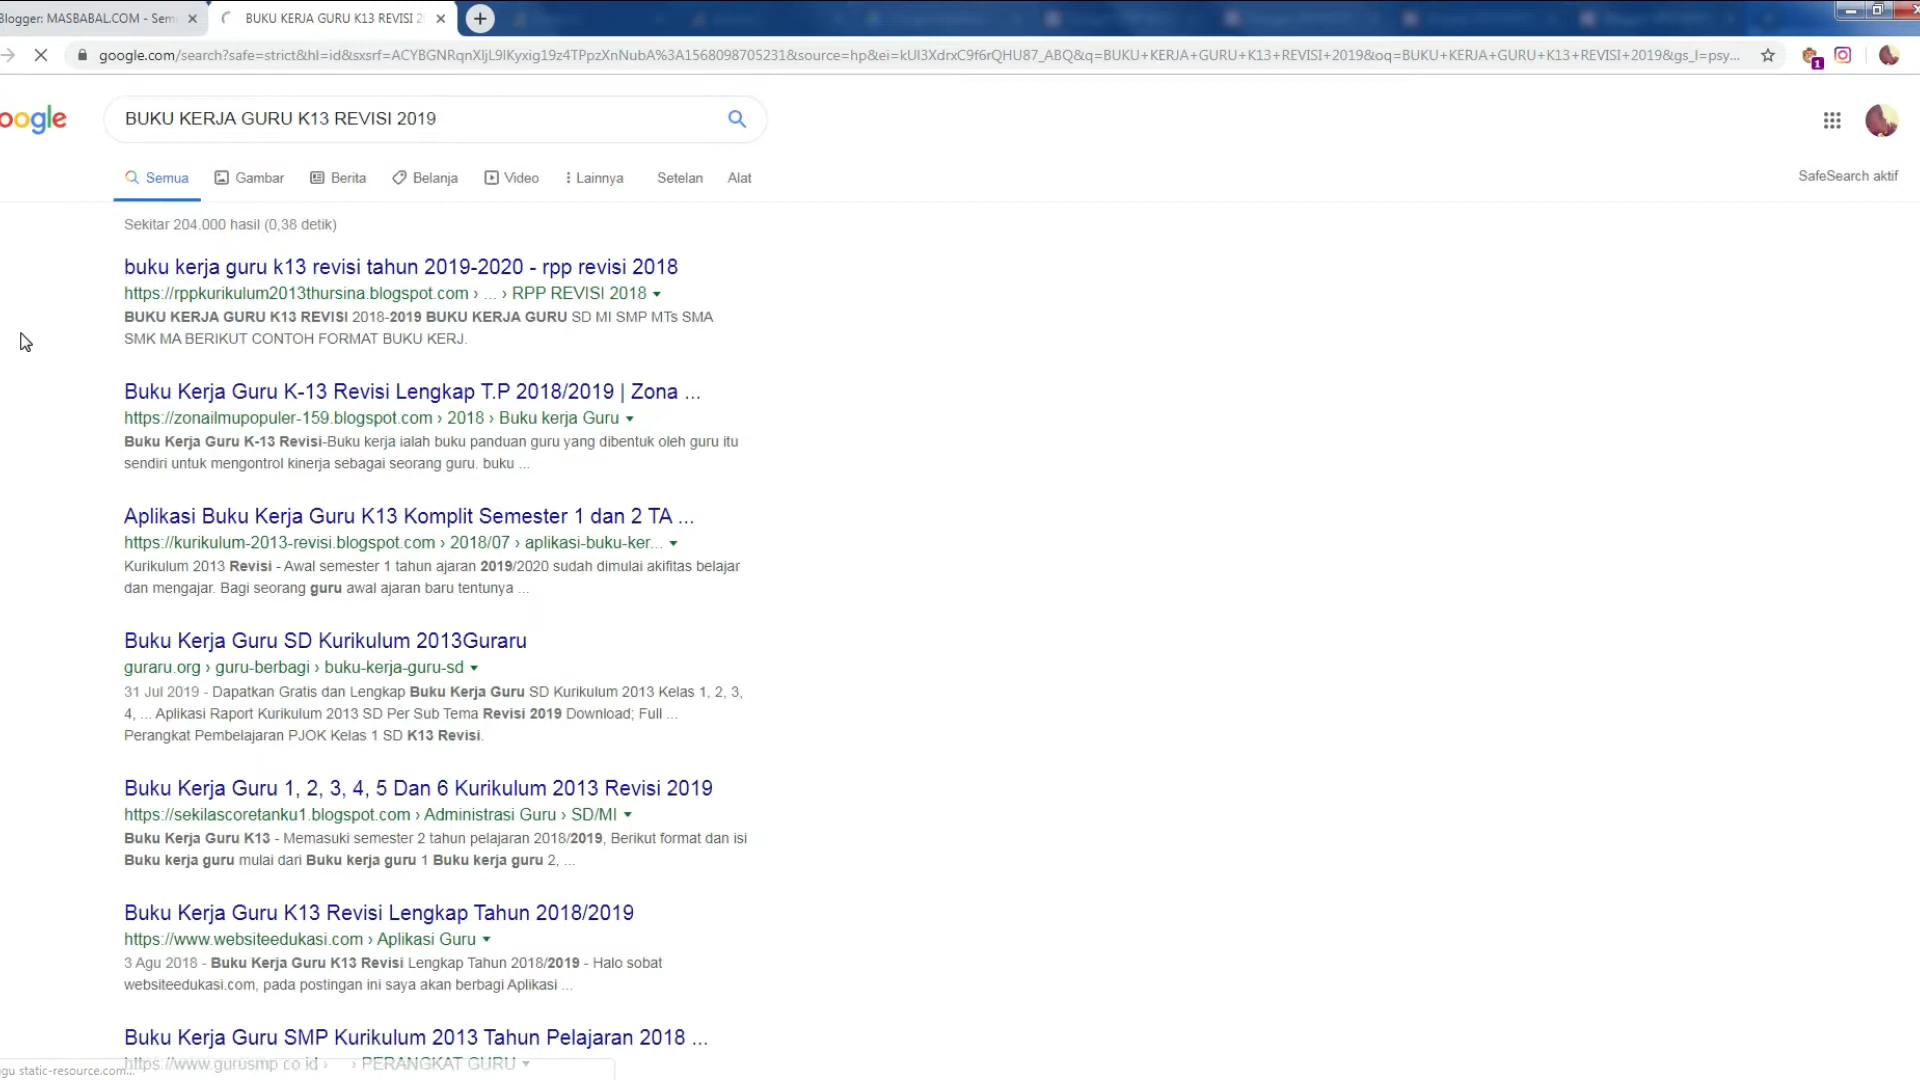 Blogger: MASBABAL.COM - Sem
BUKU KERJA GURU K13 REVISI 2
google.com/search?safe=strict&hl=id&sxsrf=ACYBGNRqnXljL9lKyxig19z4TPpzXnNubA%3A1568098705231&source=hp&ei=kUl3XdrxC9f6rQHU87_ABQ&q=BUKU+KERJA+GURU+K13+REVISI+2019&oq=BUKU+KERJA+GURU+K13+REVISI+2019&gs_l=psy...
1
oogle
BUKU KERJA GURU K13 REVISI 2019
Semua Gambar Berita Belanja Video Lainnya Setelan Alat
SafeSearch aktif
Sekitar 204.000 hasil (0,38 detik)
buku kerja guru k13 revisi tahun 2019-2020 - rpp revisi 2018
https://rppkurikulum2013thursina.blogspot.com › ... › RPP REVISI 2018
BUKU KERJA GURU K13 REVISI 2018-2019 BUKU KERJA GURU SD MI SMP MTs SMA
SMK MA BERIKUT CONTOH FORMAT BUKU KERJ.
Buku Kerja Guru K-13 Revisi Lengkap T.P 2018/2019 | Zona ...
https://zonailmupopuler-159.blogspot.com › 2018 › Buku kerja Guru
Buku Kerja Guru K-13 Revisi-Buku kerja ialah buku panduan guru yang dibentuk oleh guru itu
sendiri untuk mengontrol kinerja sebagai seorang guru. buku ...
Aplikasi Buku Kerja Guru K13 Komplit Semester 1 dan 2 TA ...
https://kurikulum-2013-revisi.blogspot.com › 2018/07 › aplikasi-buku-ker...
Kurikulum 2013 Revisi - Awal semester 1 tahun ajaran 2019/2020 sudah dimulai akifitas belajar
dan mengajar. Bagi seorang guru awal ajaran baru tentunya ...
Buku Kerja Guru SD Kurikulum 2013Guraru
guraru.org › guru-berbagi › buku-kerja-guru-sd
31 Jul 2019 - Dapatkan Gratis dan Lengkap Buku Kerja Guru SD Kurikulum 2013 Kelas 1, 2, 3,
4, ... Aplikasi Raport Kurikulum 2013 SD Per Sub Tema Revisi 2019 Download; Full ...
Perangkat Pembelajaran PJOK Kelas 1 SD K13 Revisi.
Buku Kerja Guru 1, 2, 3, 4, 5 Dan 6 Kurikulum 2013 Revisi 2019
https://sekilascoretanku1.blogspot.com › Administrasi Guru › SD/MI
Buku Kerja Guru K13 - Memasuki semester 2 tahun pelajaran 2018/2019, Berikut format dan isi
Buku kerja guru mulai dari Buku kerja guru 1 Buku kerja guru 2, ...
Buku Kerja Guru K13 Revisi Lengkap Tahun 2018/2019
https://www.websiteedukasi.com › Aplikasi Guru
3 Agu 2018 - Buku Kerja Guru K13 Revisi Lengkap Tahun 2018/2019 - Halo sobat
websiteedukasi.com, pada postingan ini saya akan berbagi Aplikasi ...
Buku Kerja Guru SMP Kurikulum 2013 Tahun Pelajaran 2018 ...
https://www.gurusmp.co.id › › PERANGKAT GURU
ggu static-resource.com...